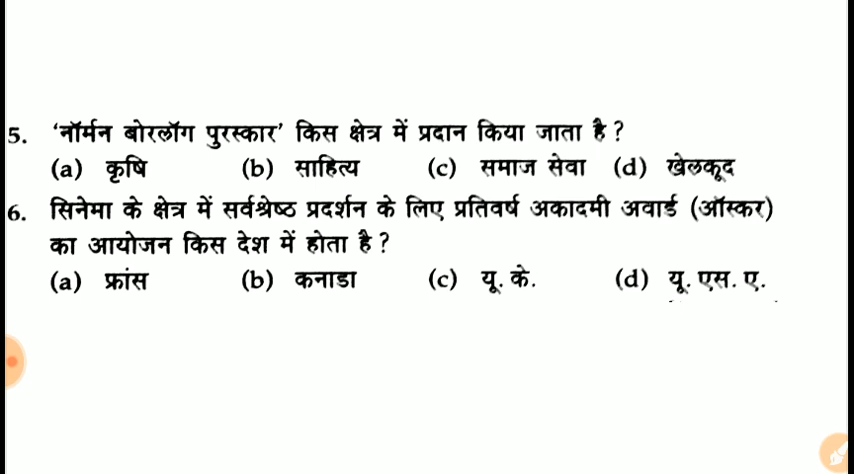 5. ‘नॉर्मन बोरलॉग पुरस्कार’ किस क्षेत्र में प्रदान किया जाता है ?
(a) कृषि (b) साहित्य (c) समाज सेवा (d) खेलकूद
6. सिनेमा के क्षेत्र में सर्वश्रेष्ठ प्रदर्शन के लिए प्रतिवर्ष अकादमी अवार्ड (ऑस्कर)
का आयोजन किस देश में होता है ?
(a) फ्रांस (b) कनाडा (c) यू. के. (d) यू. एस. ए.